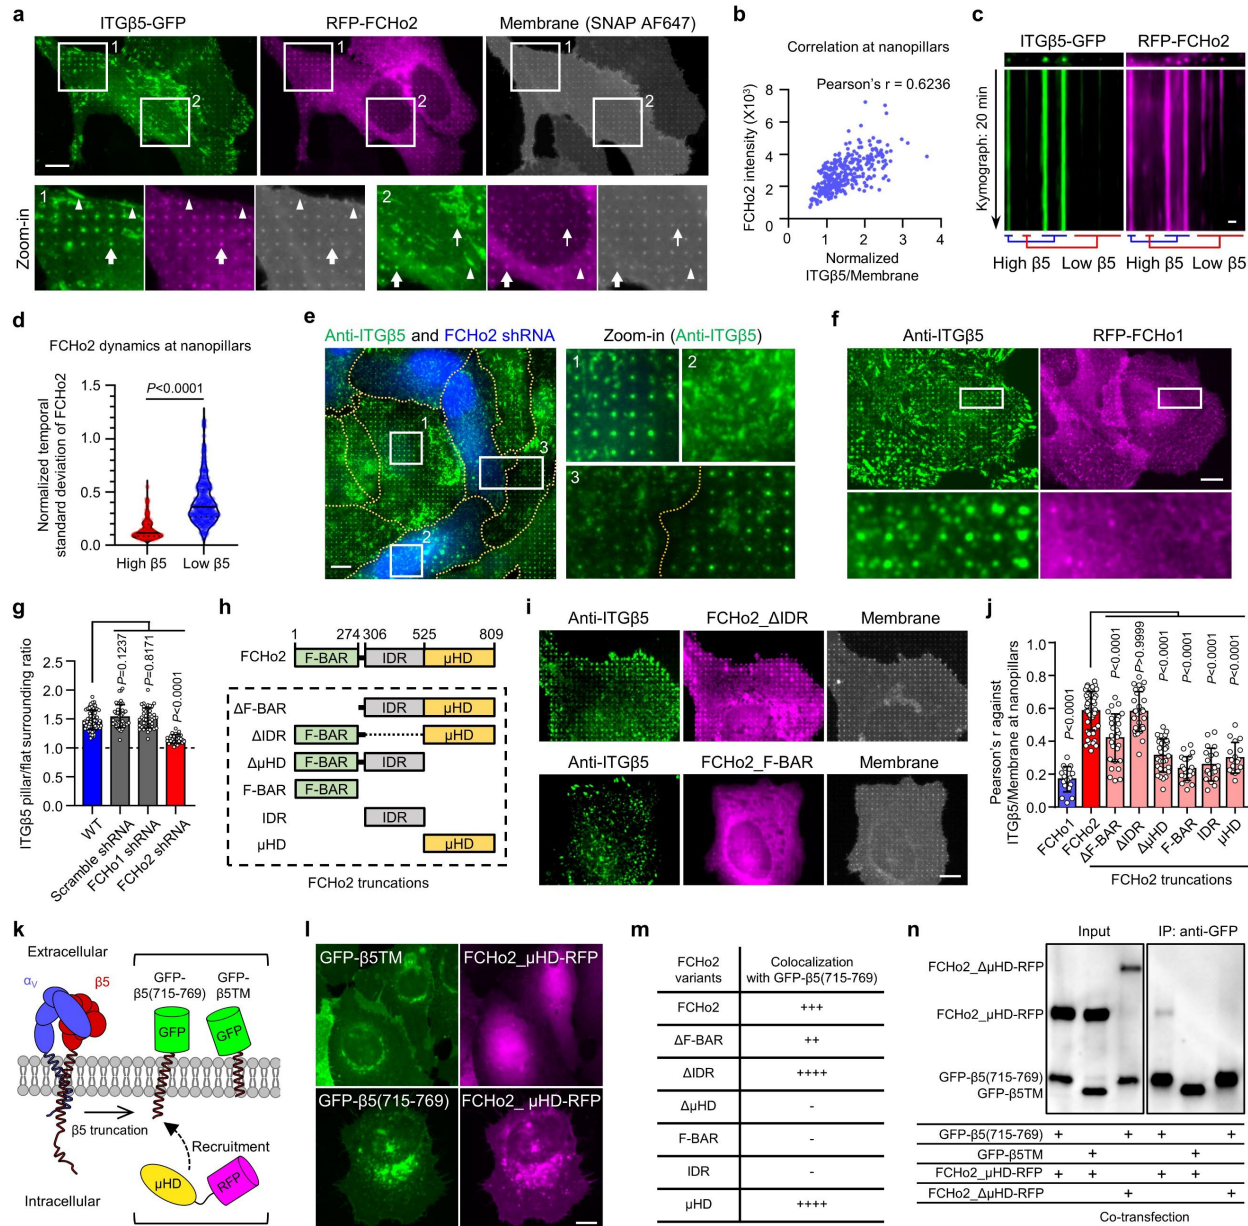 a
ITGβ5-GFP
RFP-FCHo2
Membrane (SNAP AF647)
1
1
1
2
2
2
Zoom-in
1
2
b
Correlation at nanopillars
Pearson's r = 0.6236
FCHo2 intensity (X10³)
8
6
4
2
0
0 1 2 3 4
Normalized
ITGβ5/Membrane
c
ITGβ5-GFP
RFP-FCHo2
Kymograph: 20 min
High β5 Low β5 High β5 Low β5
d
FCHo2 dynamics at nanopillars
Normalized temporal
standard deviation of FCHo2
P<0.0001
1.5
1.0
0.5
0.0
High β5 Low β5
e
Anti-ITGβ5 and FCHo2 shRNA
Zoom-in (Anti-ITGβ5)
1
2
3
1
2
3
f
Anti-ITGβ5
RFP-FCHo1
g
ITGβ5 pillar/flat surrounding ratio
2.5
2.0
1.5
1.0
0.5
0.0
P=0.1237
P=0.8171
P<0.0001
WT
Scramble shRNA
FCHo1 shRNA
FCHo2 shRNA
h
1 274 306 525 809
FCHo2 F-BAR IDR μHD
ΔF-BAR IDR μHD
ΔIDR F-BAR μHD
ΔμHD F-BAR IDR
F-BAR F-BAR
IDR IDR
μHD μHD
FCHo2 truncations
i
Anti-ITGβ5
FCHo2_ΔIDR
Membrane
Anti-ITGβ5
FCHo2_F-BAR
Membrane
j
Pearson's r against
ITGβ5/Membrane at nanopillars
1.0
0.8
0.6
0.4
0.2
0.0
P<0.0001
P<0.0001
P>0.9999
P<0.0001
P<0.0001
P<0.0001
P<0.0001
FCHo1
FCHo2
ΔF-BAR
ΔIDR
ΔμHD
F-BAR
IDR
μHD
FCHo2 truncations
k
Extracellular
αV
β5
GFP-
β5(715-769)
GFP-
β5TM
GFP
GFP
β5 truncation
Recruitment
μHD
RFP
Intracellular
l
GFP-β5TM
FCHo2_μHD-RFP
GFP-β5(715-769)
FCHo2_ μHD-RFP
m
FCHo2
variants
Colocalization
with GFP-β5(715-769)
FCHo2 +++
ΔF-BAR ++
ΔIDR ++++
ΔμHD -
F-BAR -
IDR -
μHD ++++
n
Input
IP: anti-GFP
FCHo2_ΔμHD-RFP
FCHo2_μHD-RFP
GFP-β5(715-769)
GFP-β5TM
GFP-β5(715-769) + + + +
GFP-β5TM + +
FCHo2_μHD-RFP + + + +
FCHo2_ΔμHD-RFP + +
Co-transfection